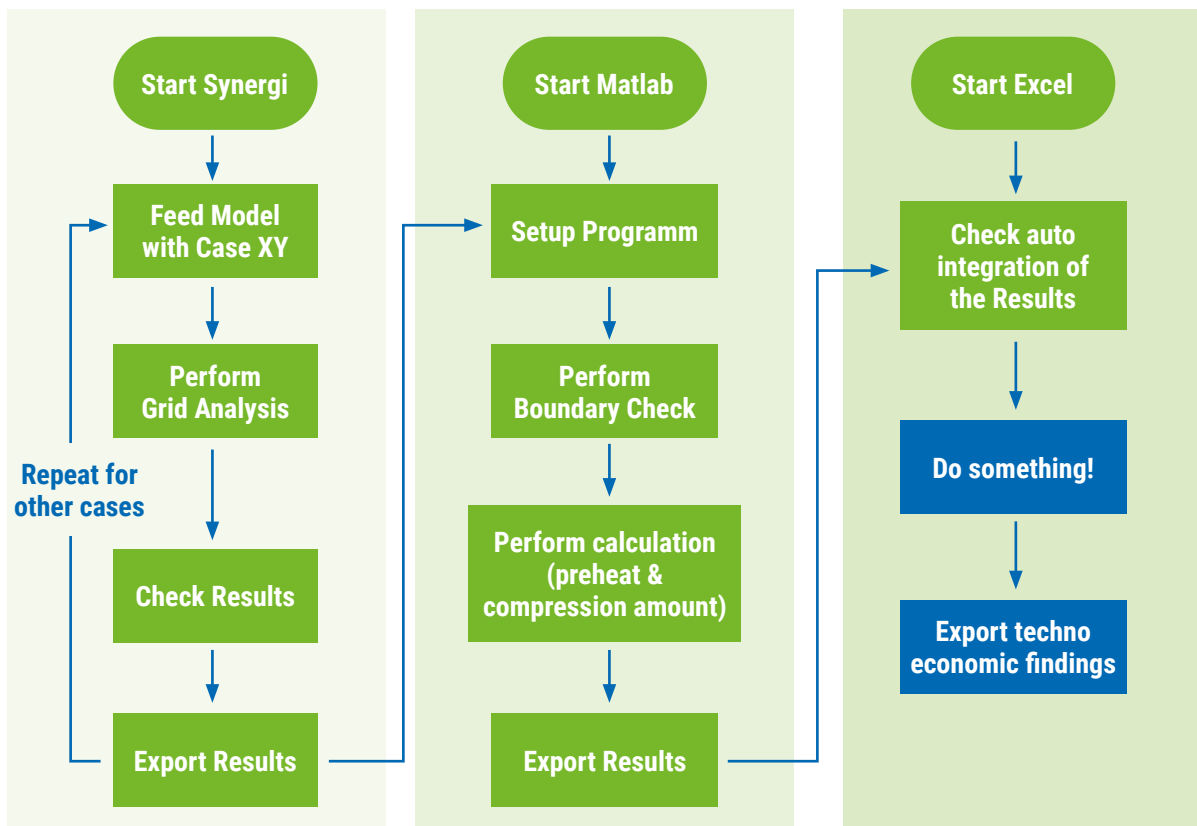 Start Synergi
Feed Model
with Case XY
Perform
Grid Analysis
Repeat for
other cases
Check Results
Export Results
Start Matlab
Setup Programm
Perform
Boundary Check
Perform calculation
(preheat &
compression amount)
Export Results
Start Excel
Check auto
integration of
the Results
Do something!
Export techno
economic findings